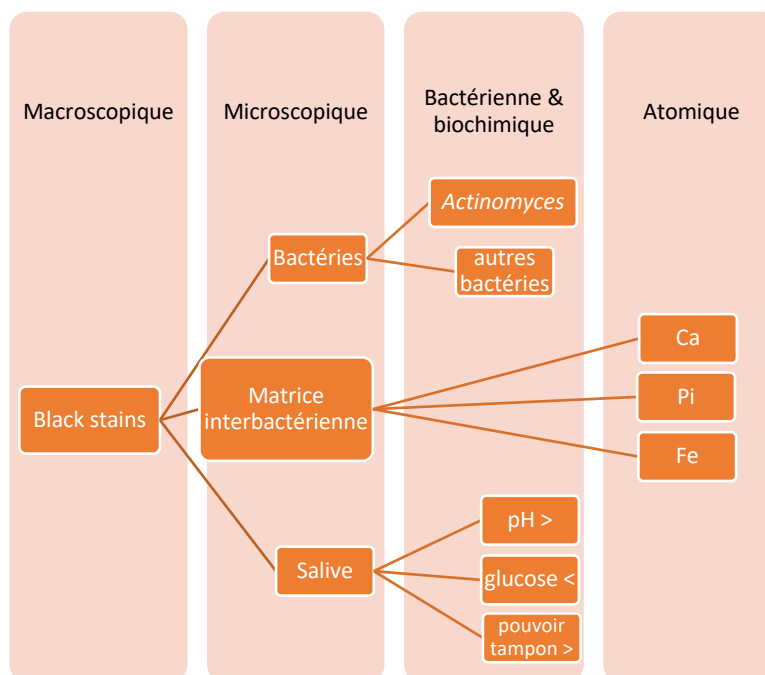 Macroscopique
Microscopique
Bactérienne &
biochimique
Atomique
Black stains
Bactéries
Matrice
interbactérienne
Salive
Actinomyces
autres
bactéries
pH >
glucose <
pouvoir
tampon >
Ca
Pi
Fe